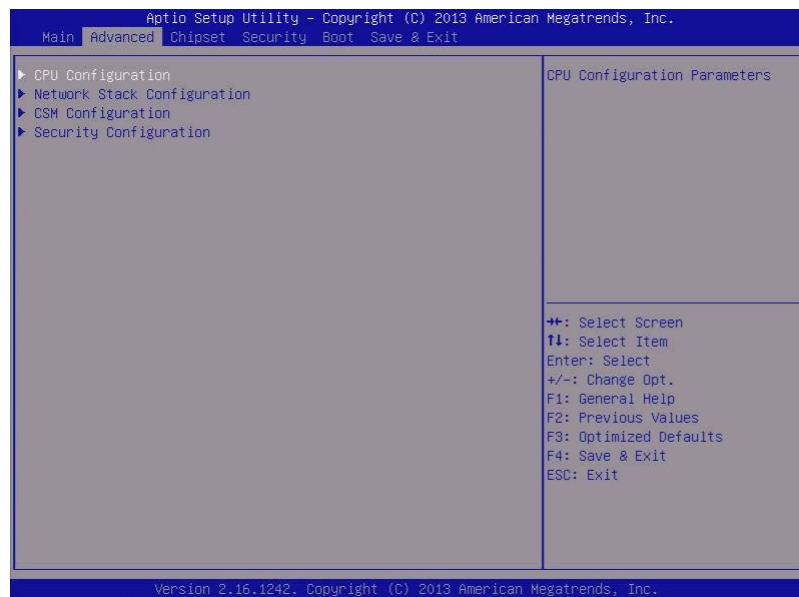 Aptio Setup Utility – Copyright (C) 2013 American Megatrends, Inc.
Main Advanced Chipset Security Boot Save & Exit
▶ CPU Configuration
▶ Network Stack Configuration
▶ CSM Configuration
▶ Security Configuration
CPU Configuration Parameters
→←: Select Screen
↑↓: Select Item
Enter: Select
+/-: Change Opt.
F1: General Help
F2: Previous Values
F3: Optimized Defaults
F4: Save & Exit
ESC: Exit
Version 2.16.1242. Copyright (C) 2013 American Megatrends, Inc.